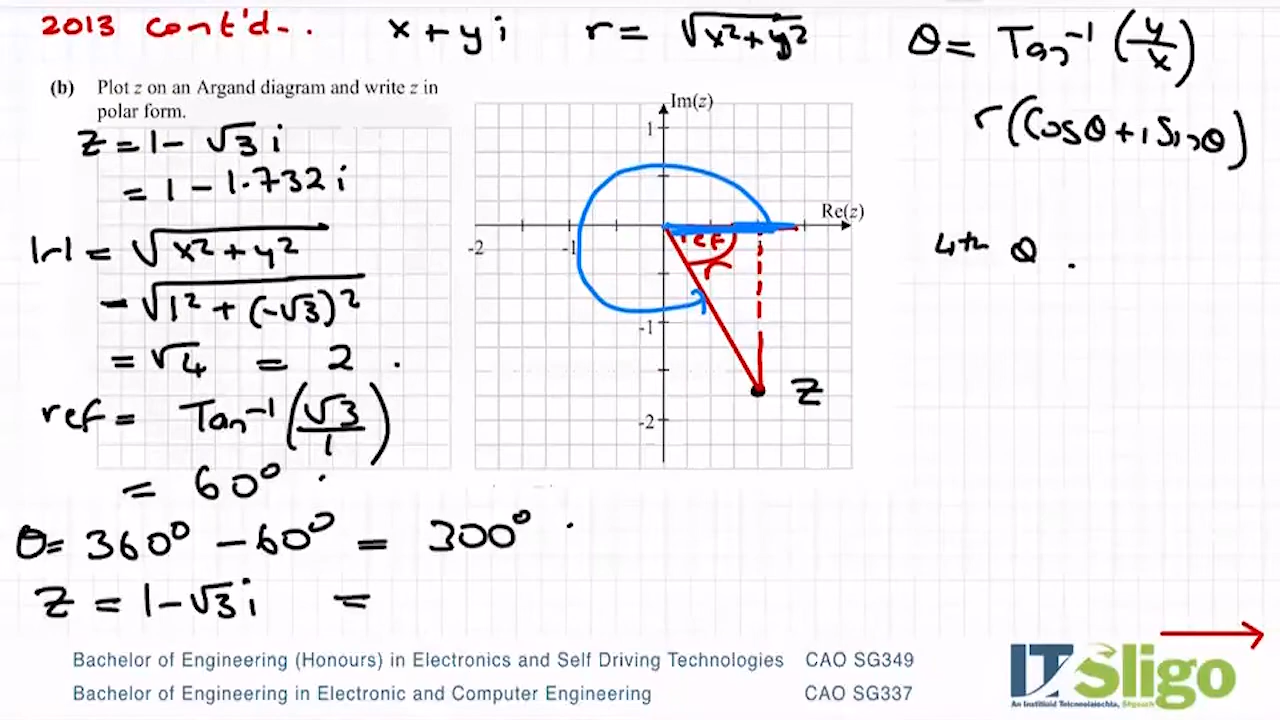 2013 cont'd-. x + y i r = √x² + y² θ = Tan⁻¹ (y/x)
r(Cosθ + i Sinθ)
(b) Plot z on an Argand diagram and write z in
polar form.
z = 1 - √3 i
= 1 - 1.732 i
|r| = √x² + y²
= √1² + (-√3)²
= √4 = 2 .
ref = Tan⁻¹ (√3/1)
= 60° .
θ = 360° - 60° = 300° .
z = 1 - √3 i =
Im(z)
1
Re(z)
-2 -1
ref
-1
z
-2
4th Q .
Bachelor of Engineering (Honours) in Electronics and Self Driving Technologies CAO SG349
Bachelor of Engineering in Electronic and Computer Engineering CAO SG337
IT Sligo
An Institiúid Teicneolaíochta, Sligeach